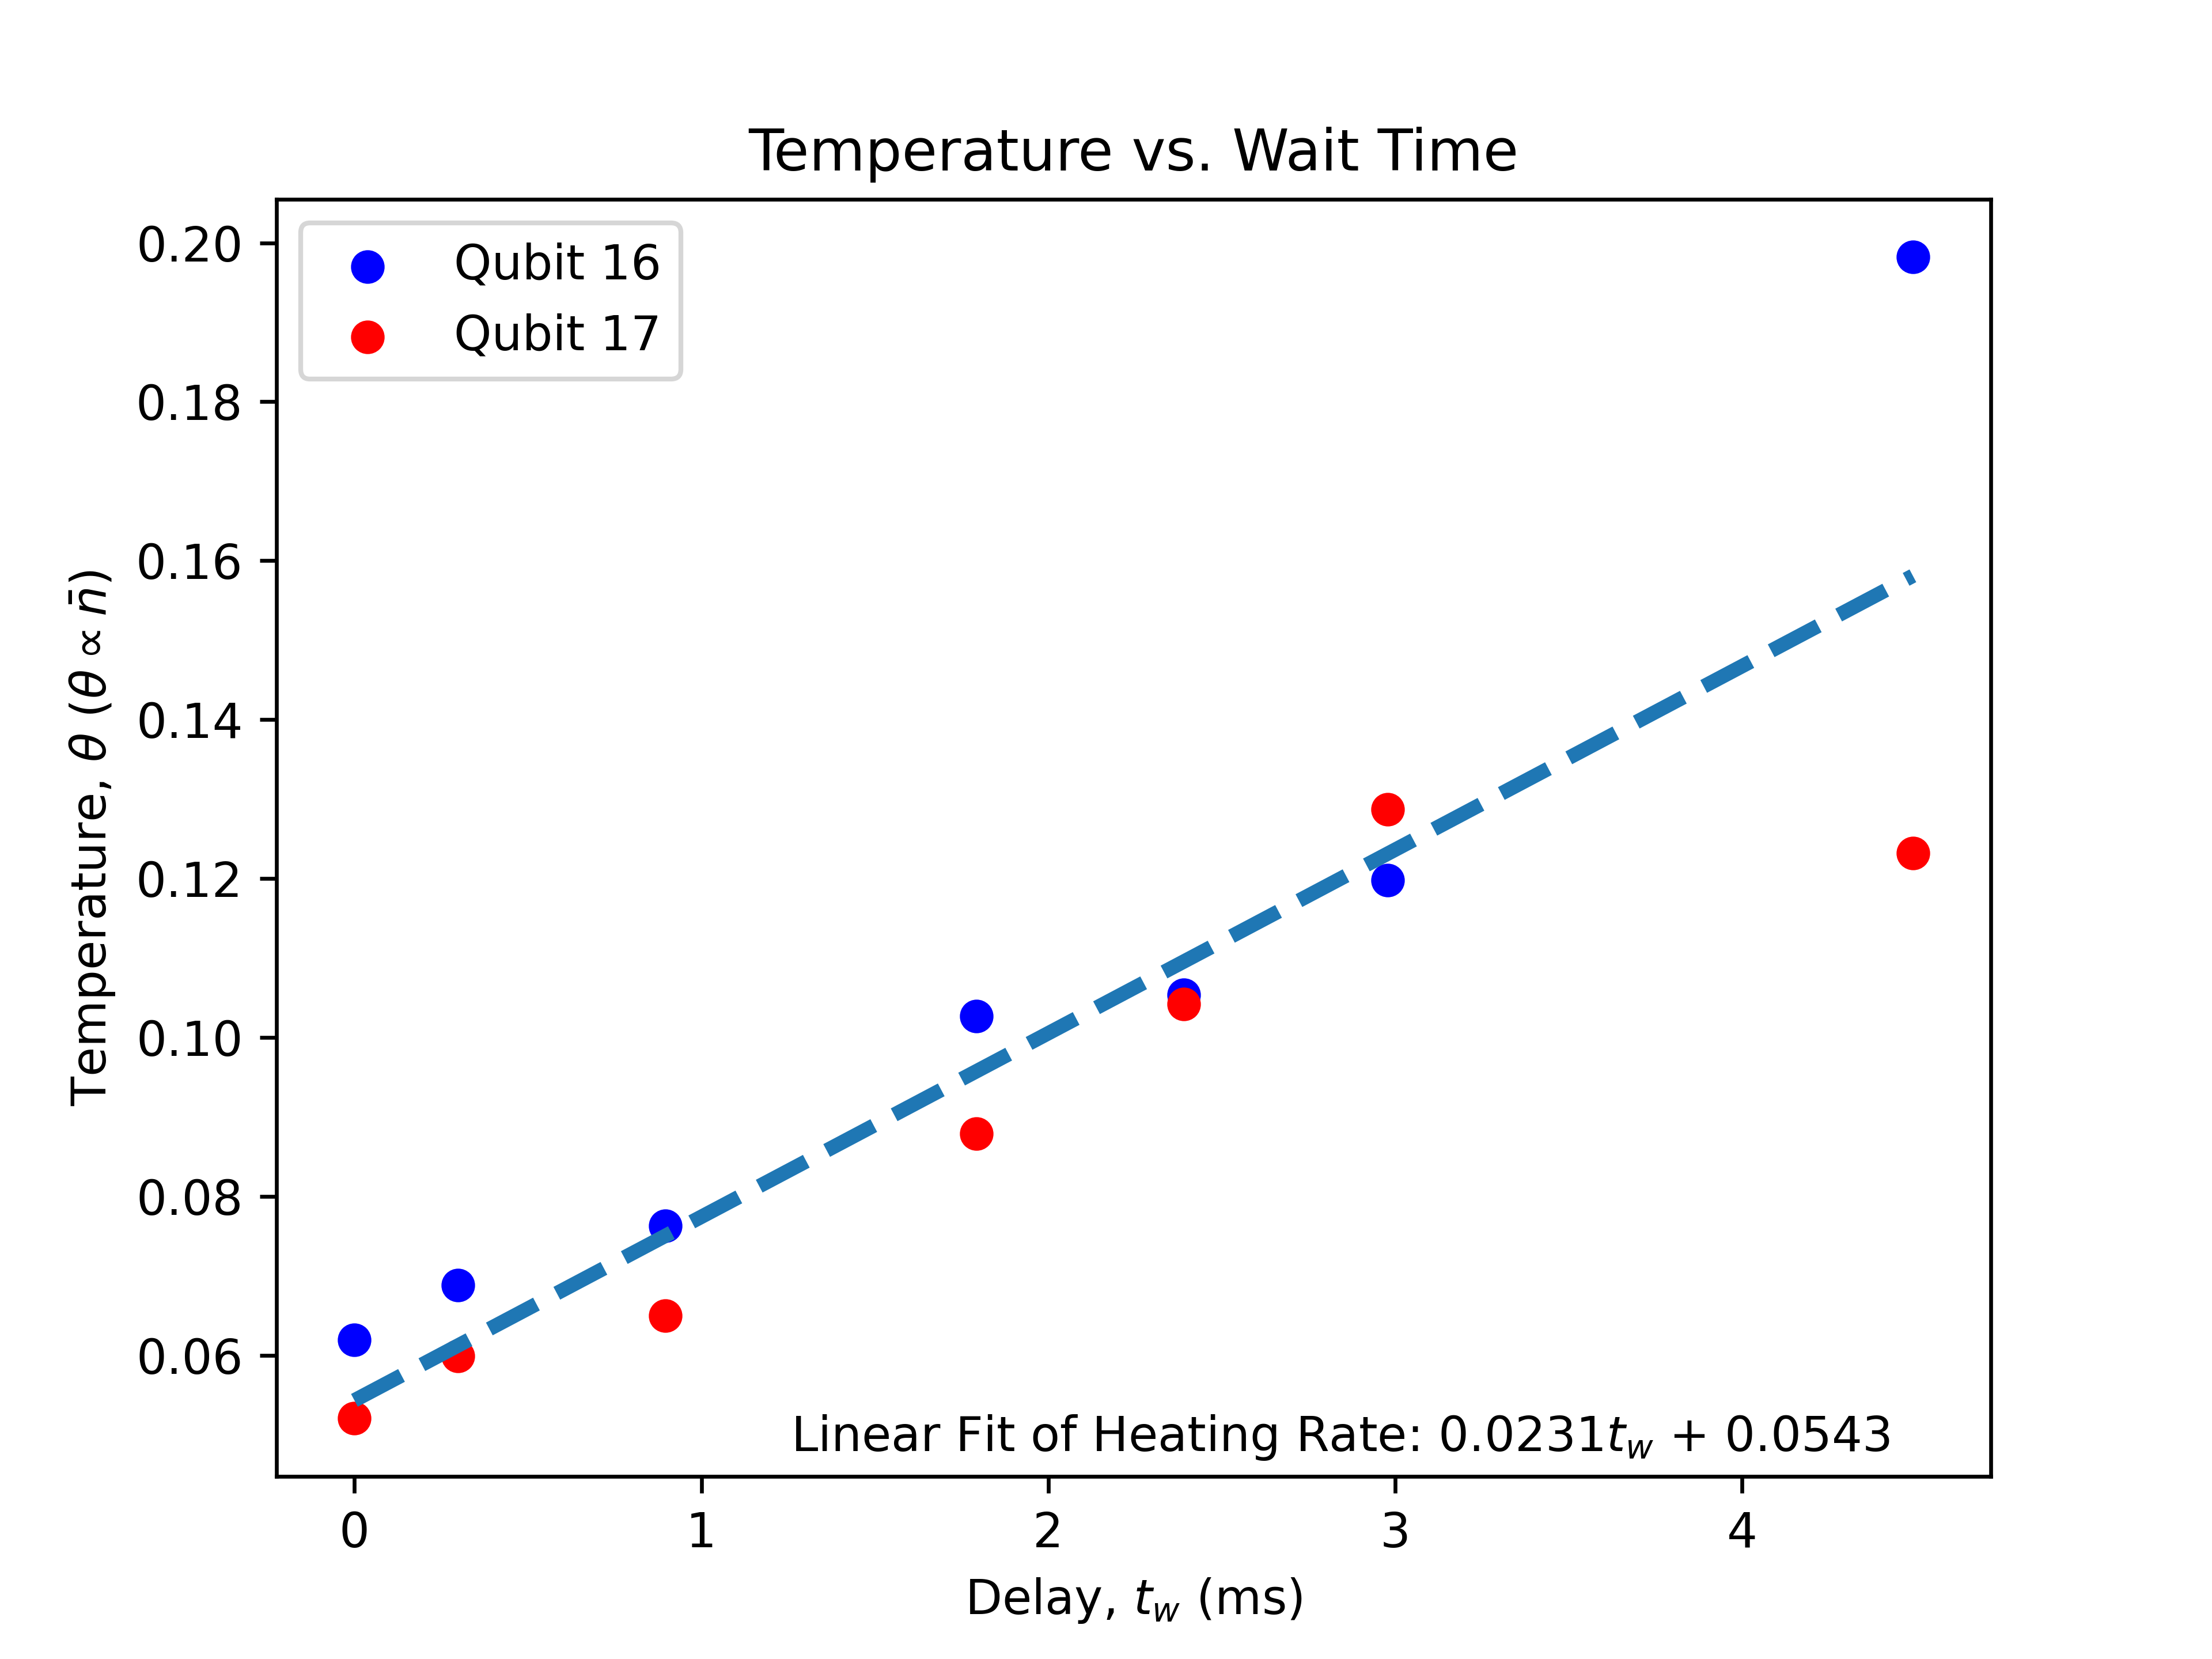 Temperature vs. Wait Time
Qubit 16
Qubit 17
0.20
0.18
0.16
0.14
0.12
0.10
0.08
0.06
Temperature, θ (θ ∝ n̄)
Linear Fit of Heating Rate: 0.0231t_w + 0.0543
0 1 2 3 4
Delay, t_w (ms)